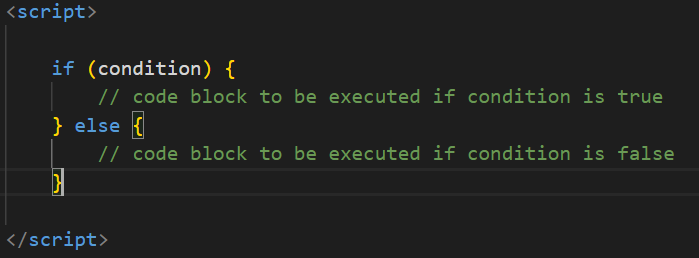 <script>
if (condition) {
// code block to be executed if condition is true
} else {
// code block to be executed if condition is false
}
</script>